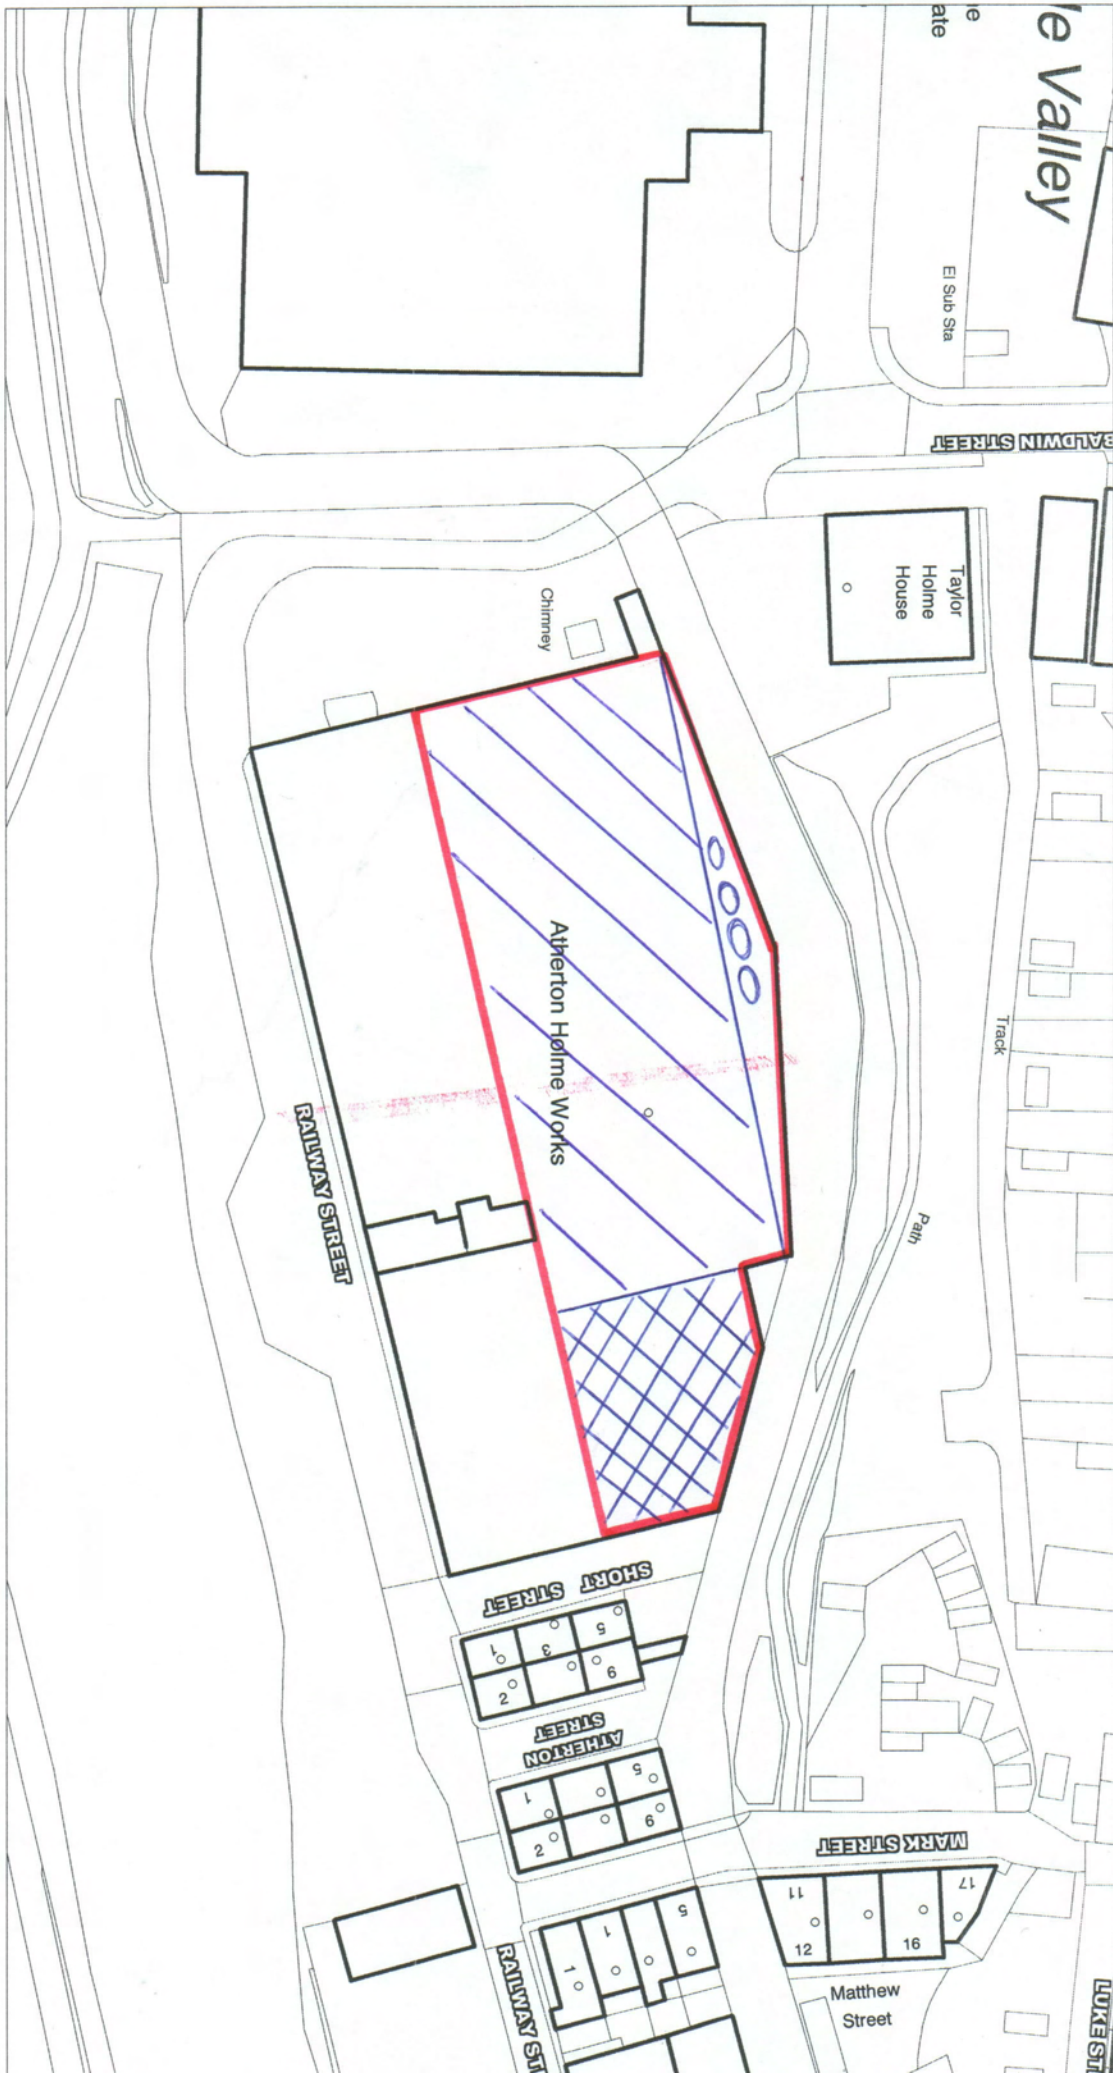 le Valley
e
ate
El Sub Sta
BALDWIN STREET
Taylor
Holme
House
Chimney
Atherton Holme Works
Track
Path
RAILWAY STREET
SHORT STREET
1
3
5
2
6
ATHERTON
STREET
1
5
2
6
MARK STREET
11
12
16
17
1
1
5
RAILWAY ST
Matthew
Street
LUKE ST